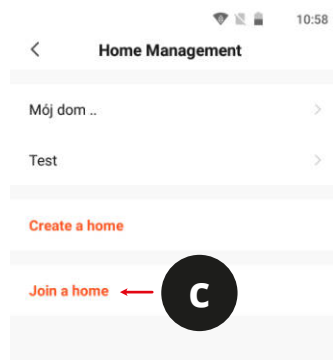 10:58
Home Management
Mój dom ..
Test
Create a home
Join a home
C